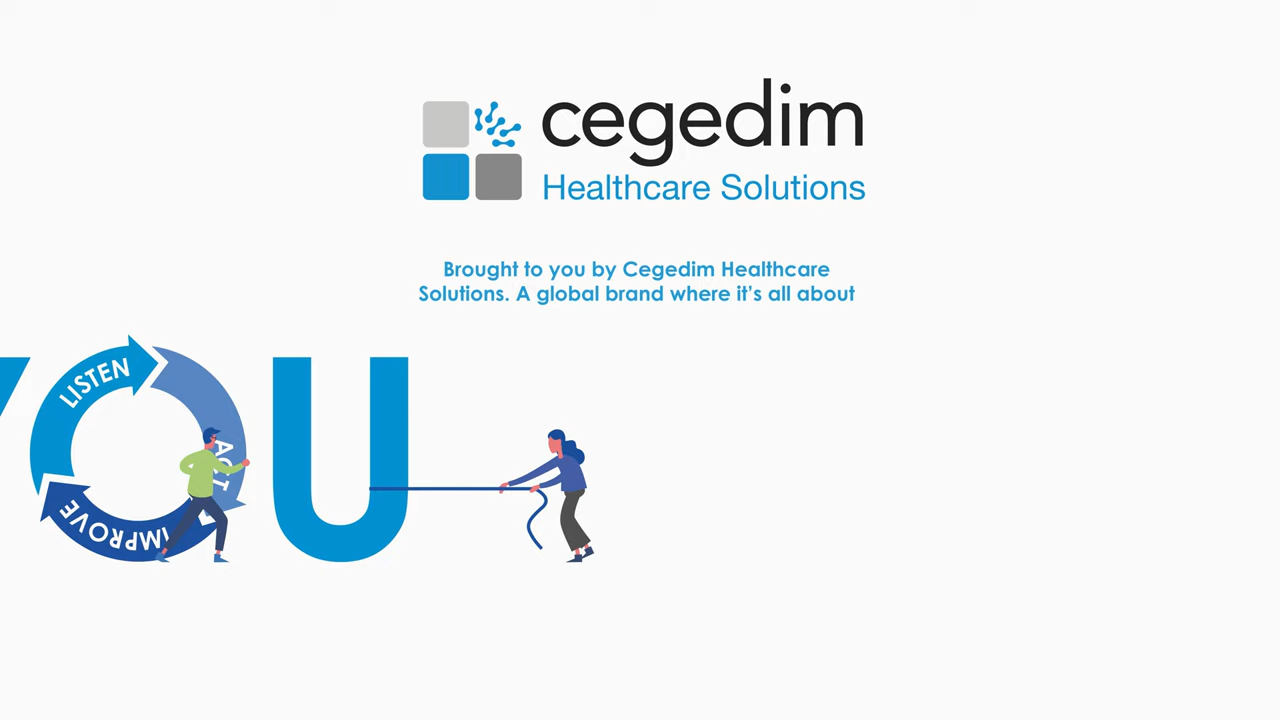 cegedim
Healthcare Solutions
Brought to you by Cegedim Healthcare
Solutions. A global brand where it's all about
YOU
LISTEN
ACT
IMPROVE